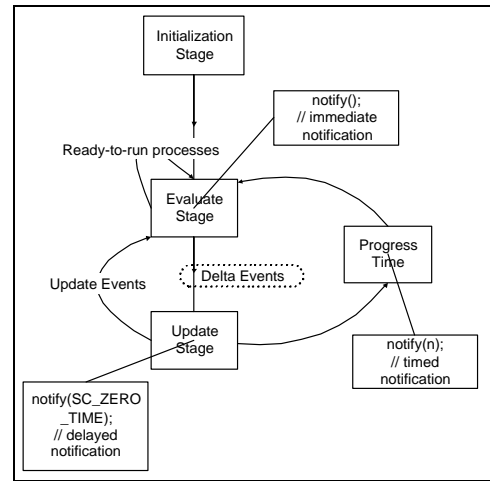 Initialization
Stage
notify();
// immediate
notification
Ready-to-run processes
Evaluate
Stage
Progress
Time
Delta Events
Update Events
Update
Stage
notify(n);
// timed
notification
notify(SC_ZERO
_TIME);
// delayed
notification